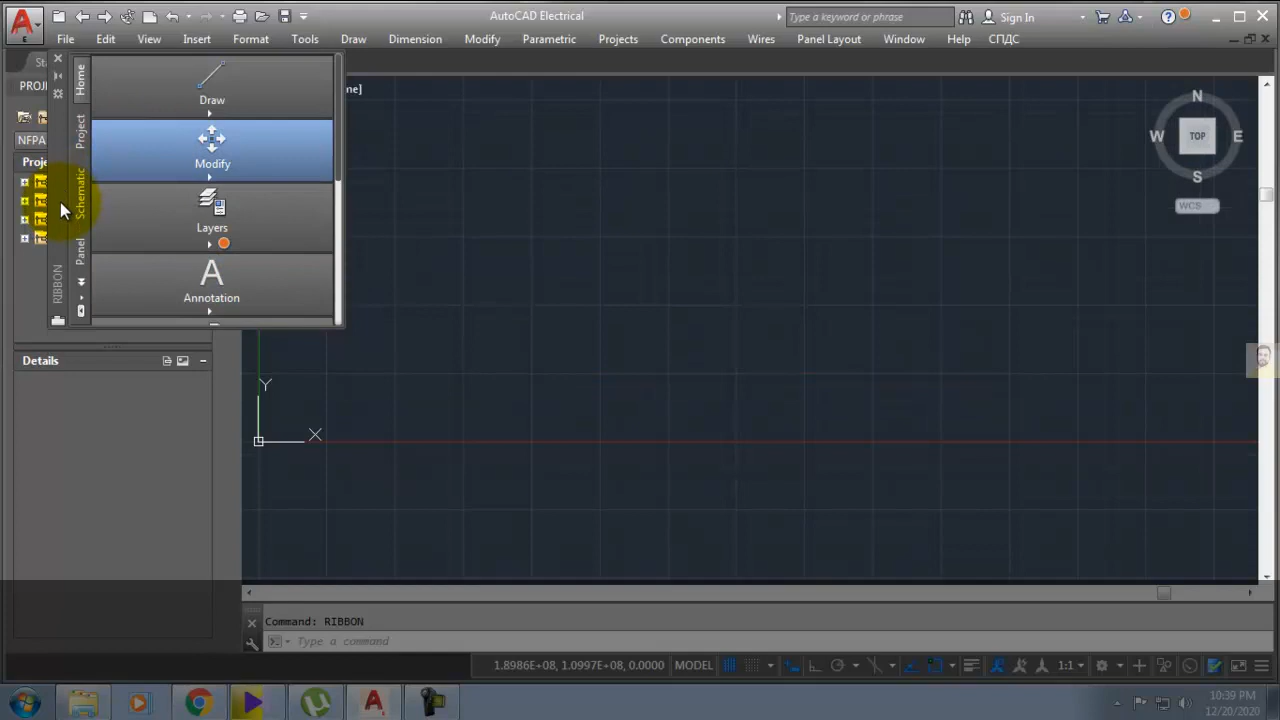 AutoCAD Electrical
Type a keyword or phrase
Sign In
File Edit View Insert Format Tools Draw Dimension Modify Parametric Projects Components Wires Panel Layout Window Help СПДС
PROJ
NFPA
Proje
Home
Project
Schematic
Panel
RIBBON
Draw
Modify
Layers
Annotation
ne]
N
W TOP E
S
WCS
Details
Y
X
Command: RIBBON
Type a command
1.8986E+08, 1.0997E+08, 0.0000 MODEL 1:1
10:39 PM
12/20/2020